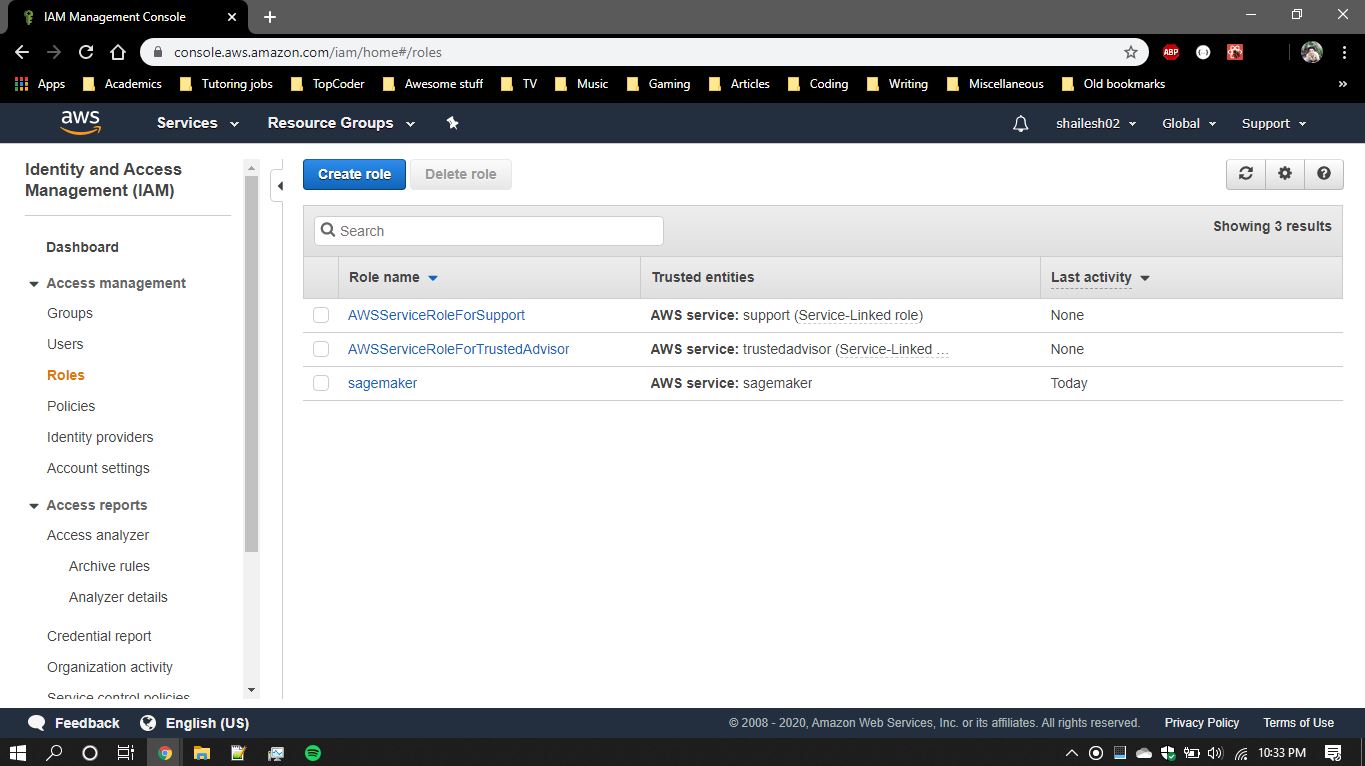 IAM Management Console
console.aws.amazon.com/iam/home#/roles
ABP
Apps Academics Tutoring jobs TopCoder Awesome stuff TV Music Gaming Articles Coding Writing Miscellaneous Old bookmarks »
aws Services Resource Groups shailesh02 Global Support
Identity and Access
Management (IAM)
Dashboard
Access management
Groups
Users
Roles
Policies
Identity providers
Account settings
Access reports
Access analyzer
Archive rules
Analyzer details
Credential report
Organization activity
Service control policies
Create role Delete role
Search Showing 3 results
Role name Trusted entities Last activity
AWSServiceRoleForSupport AWS service: support (Service-Linked role) None
AWSServiceRoleForTrustedAdvisor AWS service: trustedadvisor (Service-Linked … None
sagemaker AWS service: sagemaker Today
Feedback English (US) © 2008 - 2020, Amazon Web Services, Inc. or its affiliates. All rights reserved. Privacy Policy Terms of Use
10:33 PM